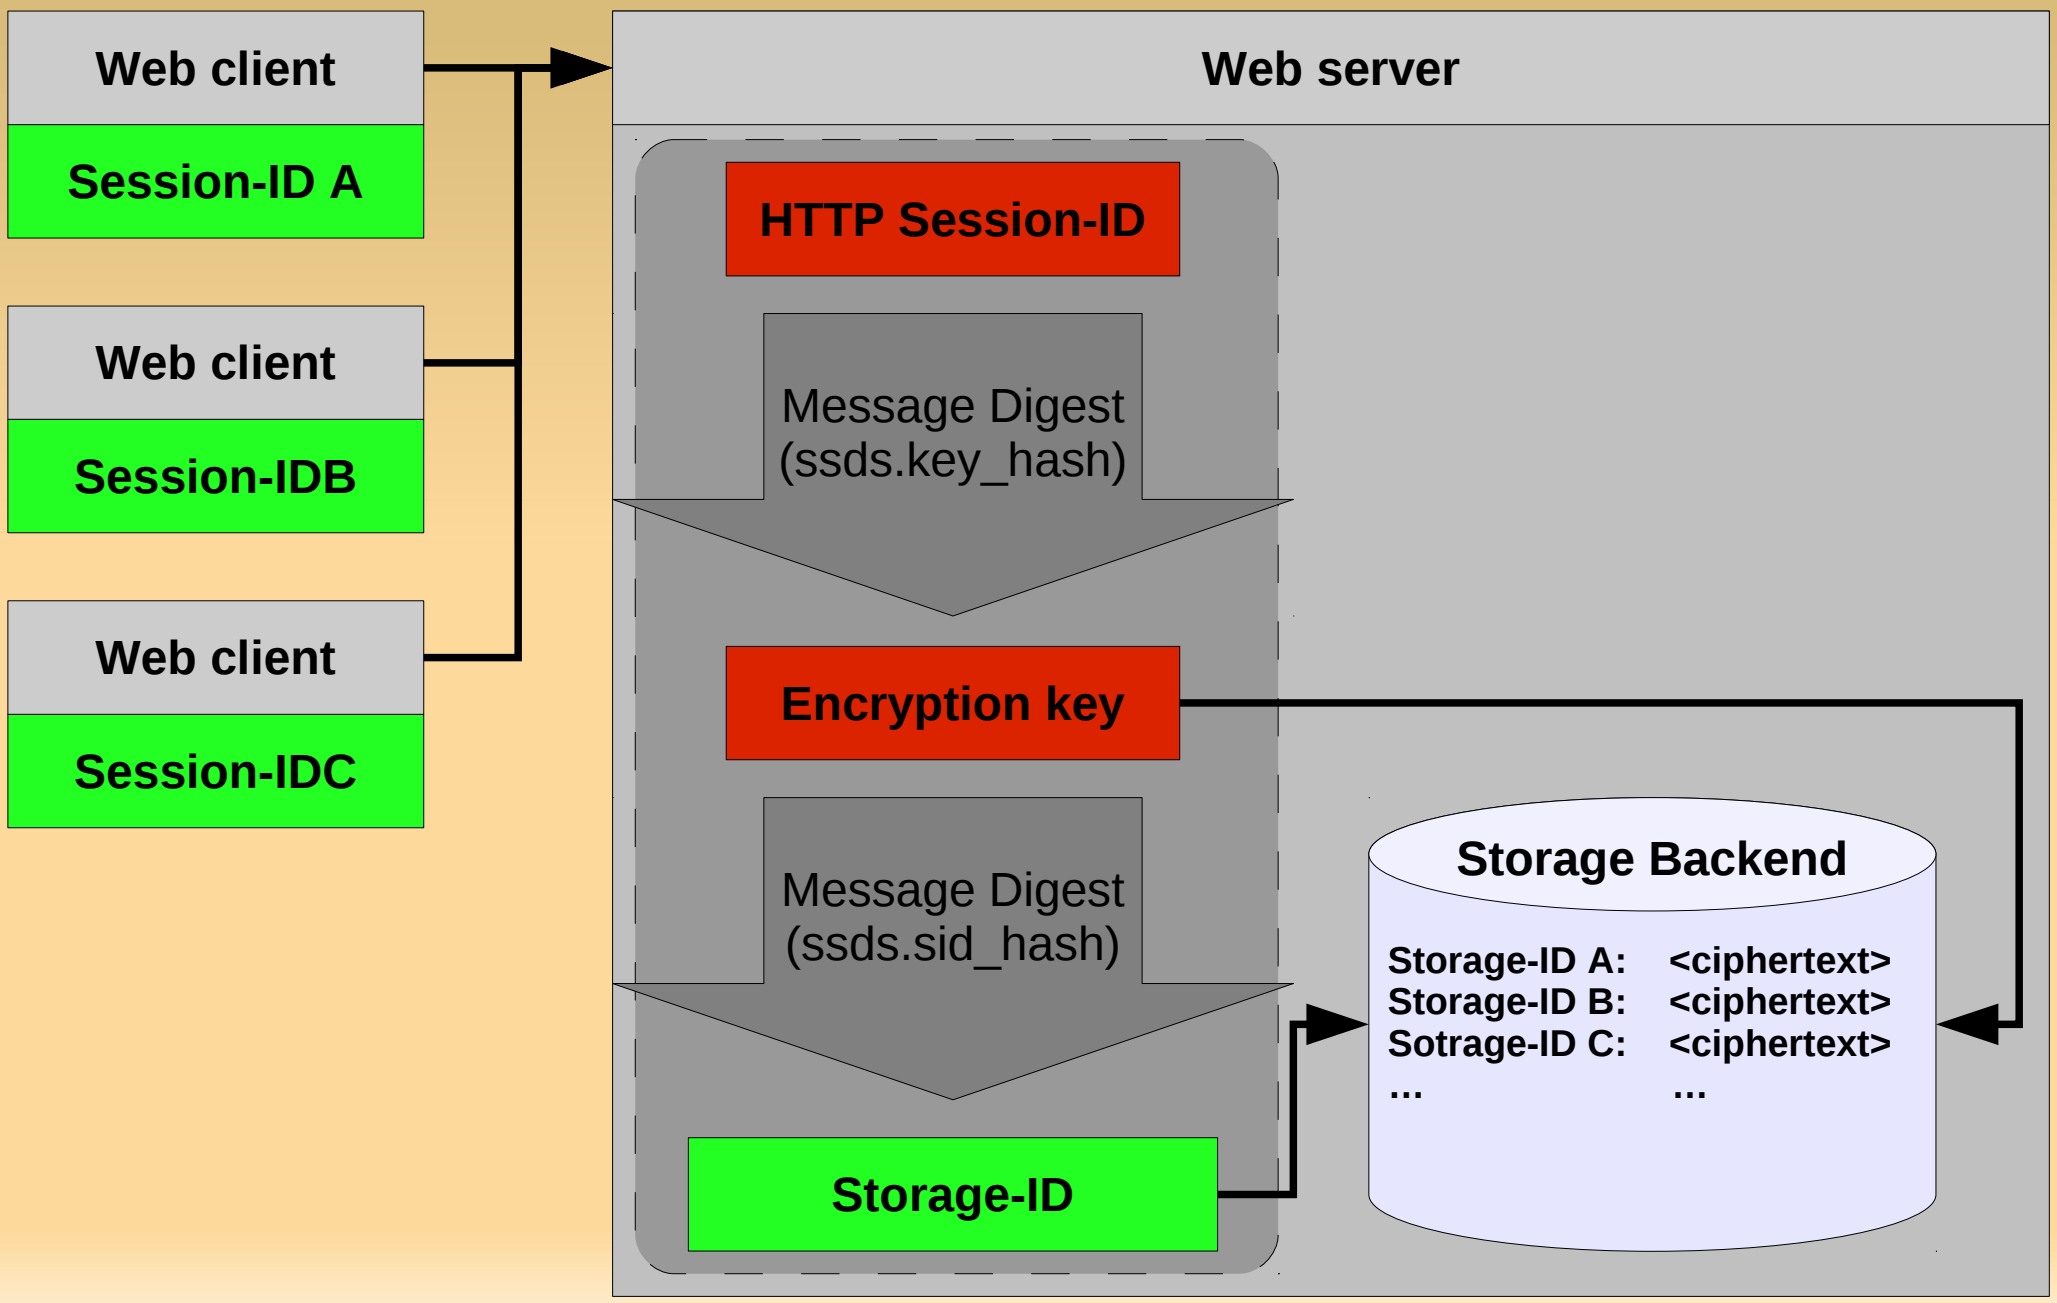 Web client
Session-ID A
Web client
Session-IDB
Web client
Session-IDC
Web server
HTTP Session-ID
Message Digest
(ssds.key_hash)
Encryption key
Message Digest
(ssds.sid_hash)
Storage-ID
Storage Backend
Storage-ID A: <ciphertext>
Storage-ID B: <ciphertext>
Sotrage-ID C: <ciphertext>
... ...